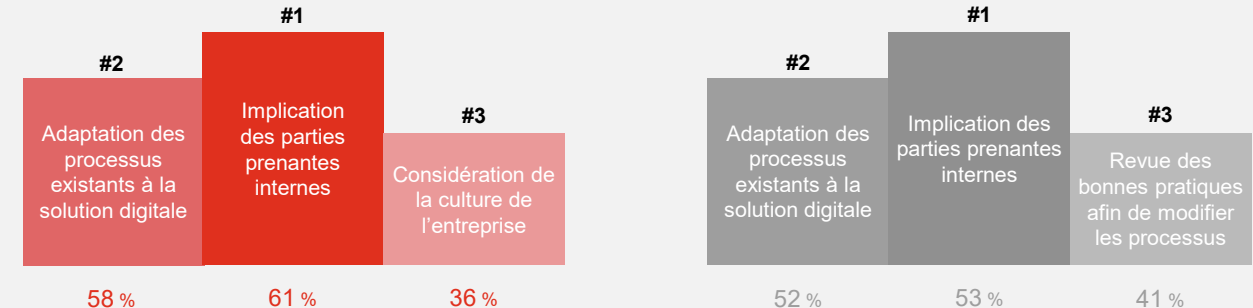 #2
Adaptation des
processus
existants à la
solution digitale
58 %
#1
Implication
des parties
prenantes
internes
61 %
#3
Considération de
la culture de
l’entreprise
36 %
#2
Adaptation des
processus
existants à la
solution digitale
52 %
#1
Implication des
parties prenantes
internes
53 %
#3
Revue des
bonnes pratiques
afin de modifier
les processus
41 %